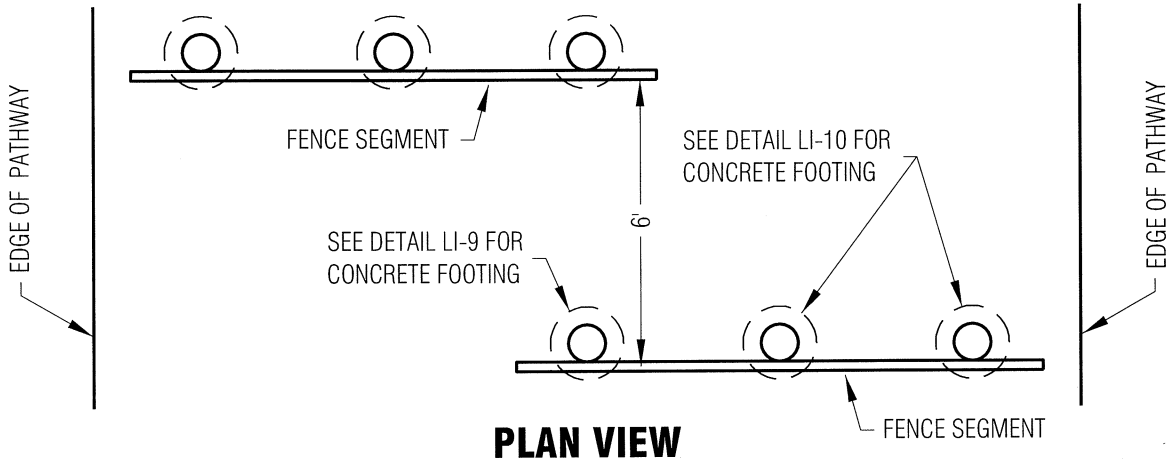 EDGE OF PATHWAY
FENCE SEGMENT
SEE DETAIL LI-10 FOR
CONCRETE FOOTING
6'
SEE DETAIL LI-9 FOR
CONCRETE FOOTING
EDGE OF PATHWAY
FENCE SEGMENT
PLAN VIEW